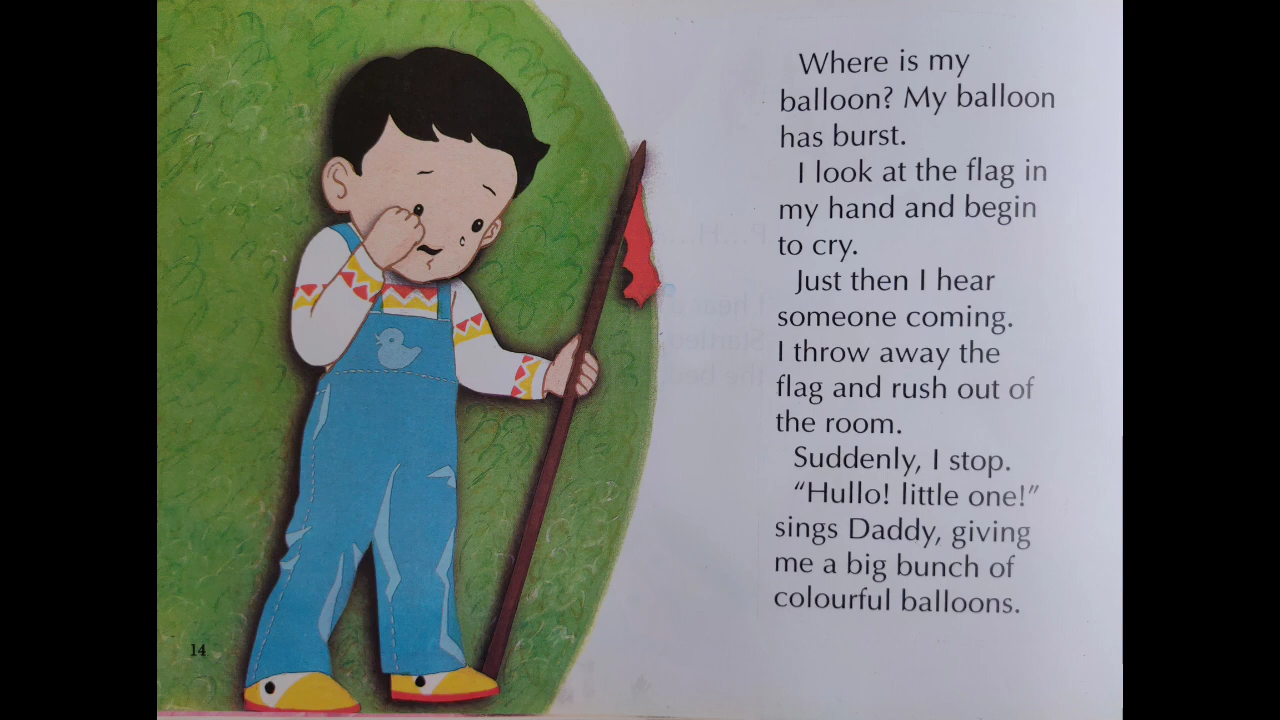 Where is my
balloon? My balloon
has burst.
I look at the flag in
my hand and begin
to cry.
Just then I hear
someone coming.
I throw away the
flag and rush out of
the room.
Suddenly, I stop.
“Hullo! little one!”
sings Daddy, giving
me a big bunch of
colourful balloons.
14